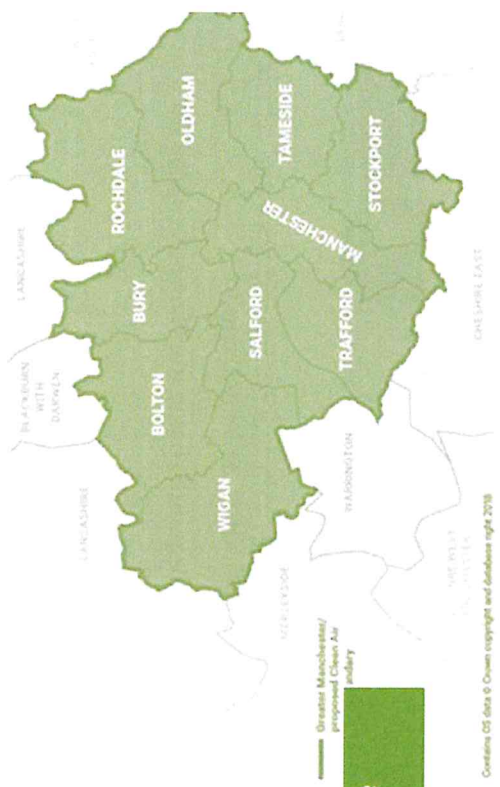 LANCASHIRE
BLACKBURN
WITH
DARWEN
LANCASHIRE
ROCHDALE
BURY
BOLTON
OLDHAM
WIGAN
SALFORD
MANCHESTER
TAMESIDE
TRAFFORD
STOCKPORT
MERSEYSIDE
WARRINGTON
CHESHIRE EAST
Greater Manchester/
proposed Clean Air
Contains OS data © Crown copyright and database right 2018